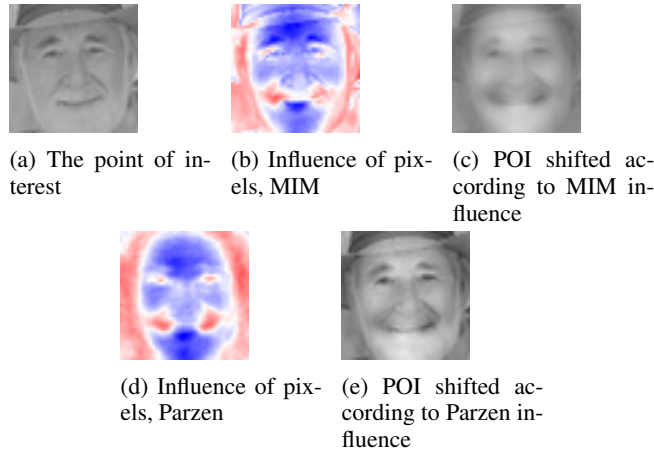 (a) The point of in-
terest
(b) Influence of pix-
els, MIM
(c) POI shifted ac-
cording to MIM in-
fluence
(d) Influence of pix-
els, Parzen
(e) POI shifted ac-
cording to Parzen in-
fluence